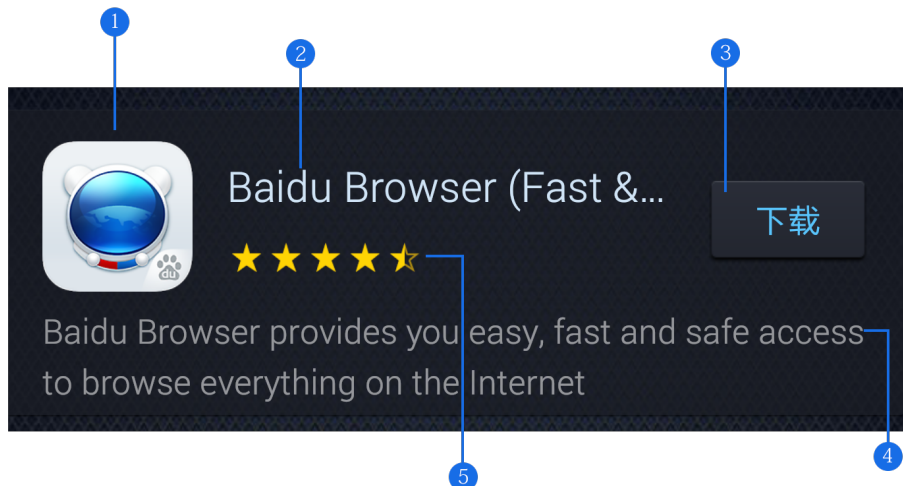 1
2
3
Baidu Browser (Fast &...
下载
du
Baidu Browser provides you easy, fast and safe access
to browse everything on the Internet
4
5